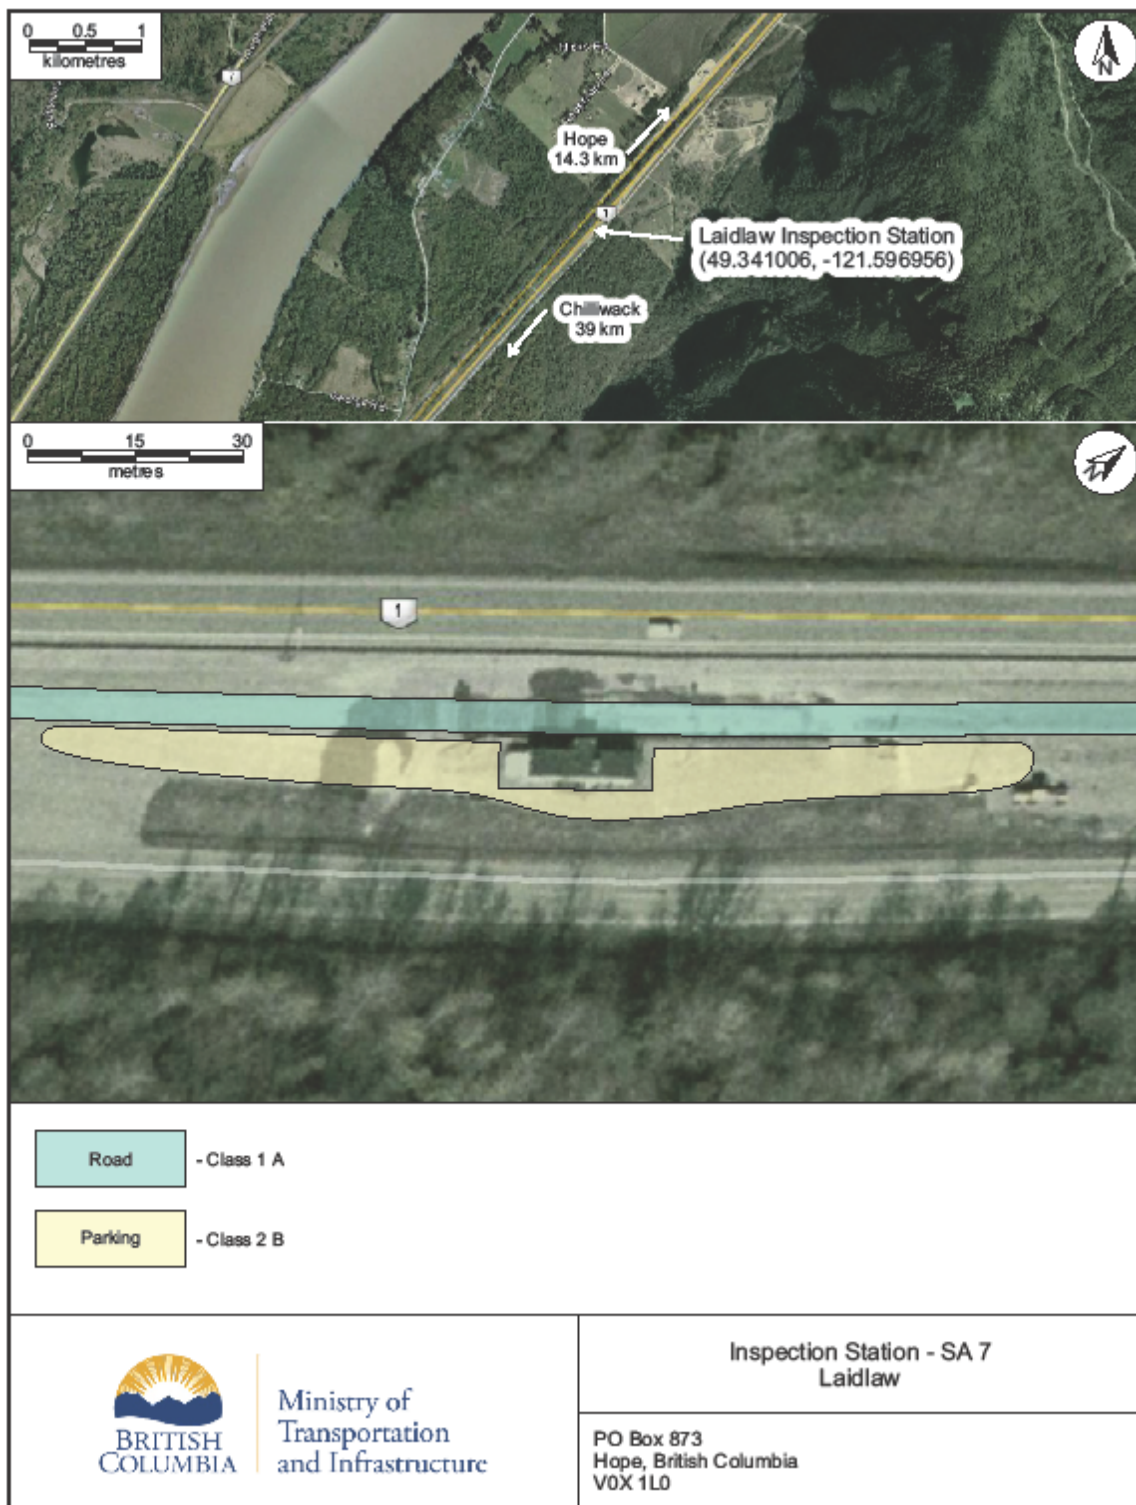 0 0.5 1
kilometres
7
N
Hope
14.3 km
1
Laidlaw Inspection Station
(49.341006, -121.596956)
Chilliwack
39 km
0 15 30
metres
N
1
Road - Class 1 A
Parking - Class 2 B
BRITISH
COLUMBIA
Ministry of
Transportation
and Infrastructure
Inspection Station - SA 7
Laidlaw
PO Box 873
Hope, British Columbia
V0X 1L0